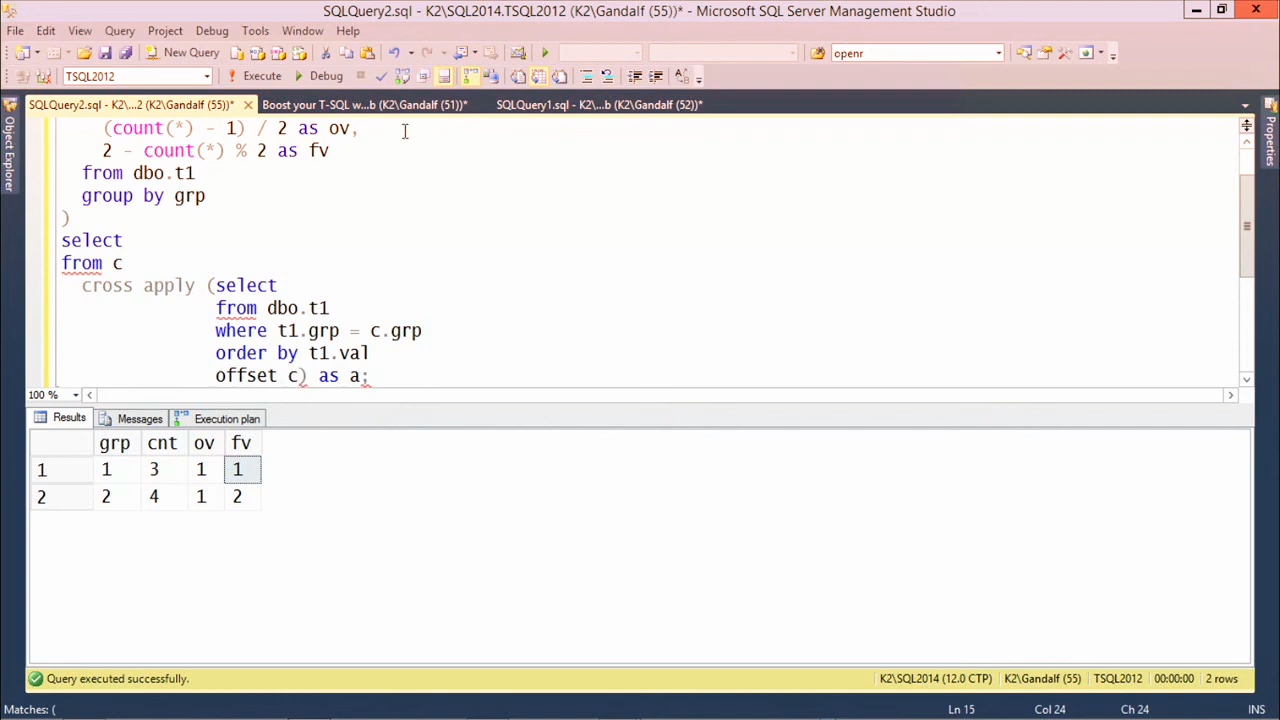 SQLQuery2.sql - K2\SQL2014.TSQL2012 (K2\Gandalf (55))* - Microsoft SQL Server Management Studio
File Edit View Query Project Debug Tools Window Help
New Query openr
TSQL2012 Execute Debug
SQLQuery2.sql - K2\...2 (K2\Gandalf (55))* Boost your T-SQL w...b (K2\Gandalf (51))* SQLQuery1.sql - K2\...b (K2\Gandalf (52))*
Object Explorer
Properties
(count(*) - 1) / 2 as ov,
2 - count(*) % 2 as fv
from dbo.t1
group by grp
)
select
from c
cross apply (select
from dbo.t1
where t1.grp = c.grp
order by t1.val
offset c) as a;
100 %
Results Messages Execution plan
grp cnt ov fv
1 1 3 1 1
2 2 4 1 2
Query executed successfully. K2\SQL2014 (12.0 CTP) K2\Gandalf (55) TSQL2012 00:00:00 2 rows
Matches: ( Ln 15 Col 24 Ch 24 INS